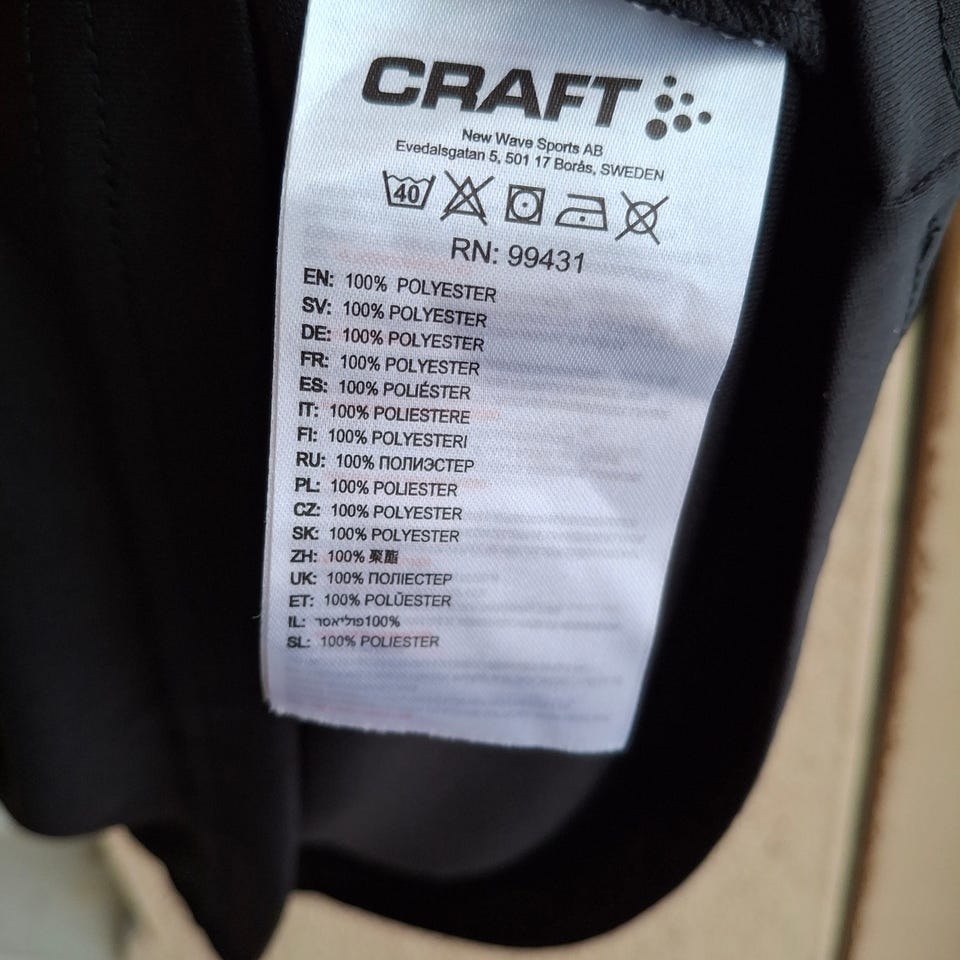 CRAFT
New Wave Sports AB
Evedalsgatan 5, 501 17 Borås, SWEDEN
40
RN: 99431
EN: 100% POLYESTER
SV: 100% POLYESTER
DE: 100% POLYESTER
FR: 100% POLYESTER
ES: 100% POLIÉSTER
IT: 100% POLIESTERE
FI: 100% POLYESTERI
RU: 100% ПОЛИЭСТЕР
PL: 100% POLIESTER
CZ: 100% POLYESTER
SK: 100% POLYESTER
ZH: 100% 聚酯
UK: 100% ПОЛІЕСТЕР
ET: 100% POLÜESTER
IL: פוליאסר100%
SL: 100% POLIESTER